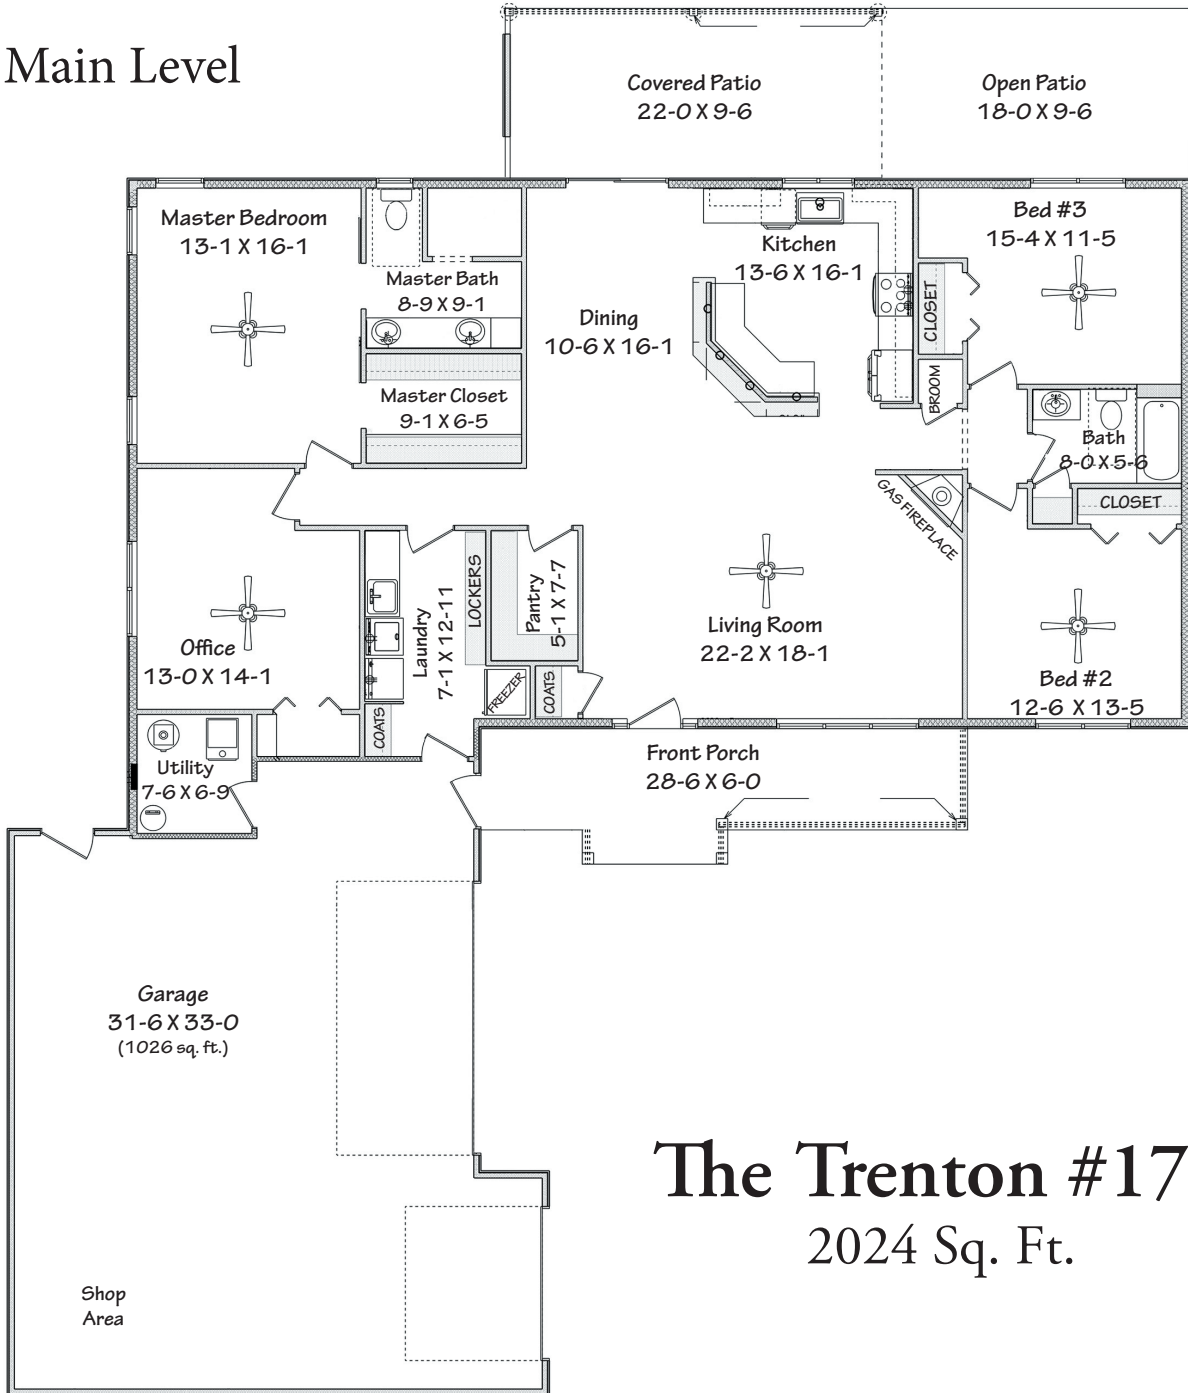 Main Level
Covered Patio
22-0 X 9-6
Open Patio
18-0 X 9-6
Master Bedroom
13-1 X 16-1
Master Bath
8-9 X 9-1
Master Closet
9-1 X 6-5
Dining
10-6 X 16-1
Kitchen
13-6 X 16-1
Bed #3
15-4 X 11-5
CLOSET
BROOM
Bath
8-0 X 5-6
CLOSET
GAS FIREPLACE
Office
13-0 X 14-1
Laundry
7-1 X 12-11
LOCKERS
Pantry
5-1 X 7-7
Living Room
22-2 X 18-1
Bed #2
12-6 X 13-5
FREEZER
COATS
COATS
Utility
7-6 X 6-9
Front Porch
28-6 X 6-0
Garage
31-6 X 33-0
(1026 sq. ft.)
The Trenton #17
2024 Sq. Ft.
Shop
Area